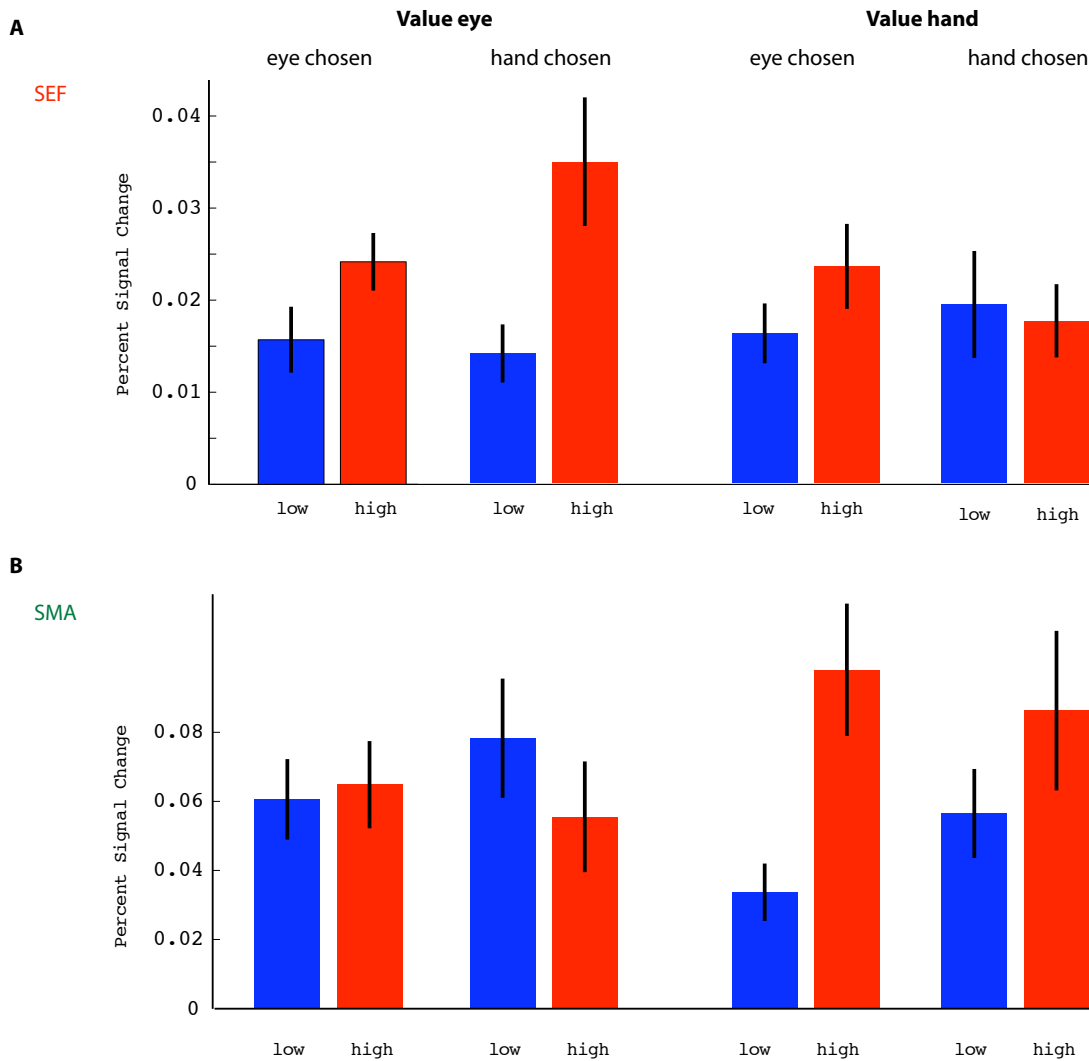 A
Value eye Value hand
eye chosen hand chosen eye chosen hand chosen
SEF
Percent Signal Change
0.04
0.03
0.02
0.01
0
low high low high low high low high
B
SMA
Percent Signal Change
0.08
0.06
0.04
0.02
0
low high low high low high low high